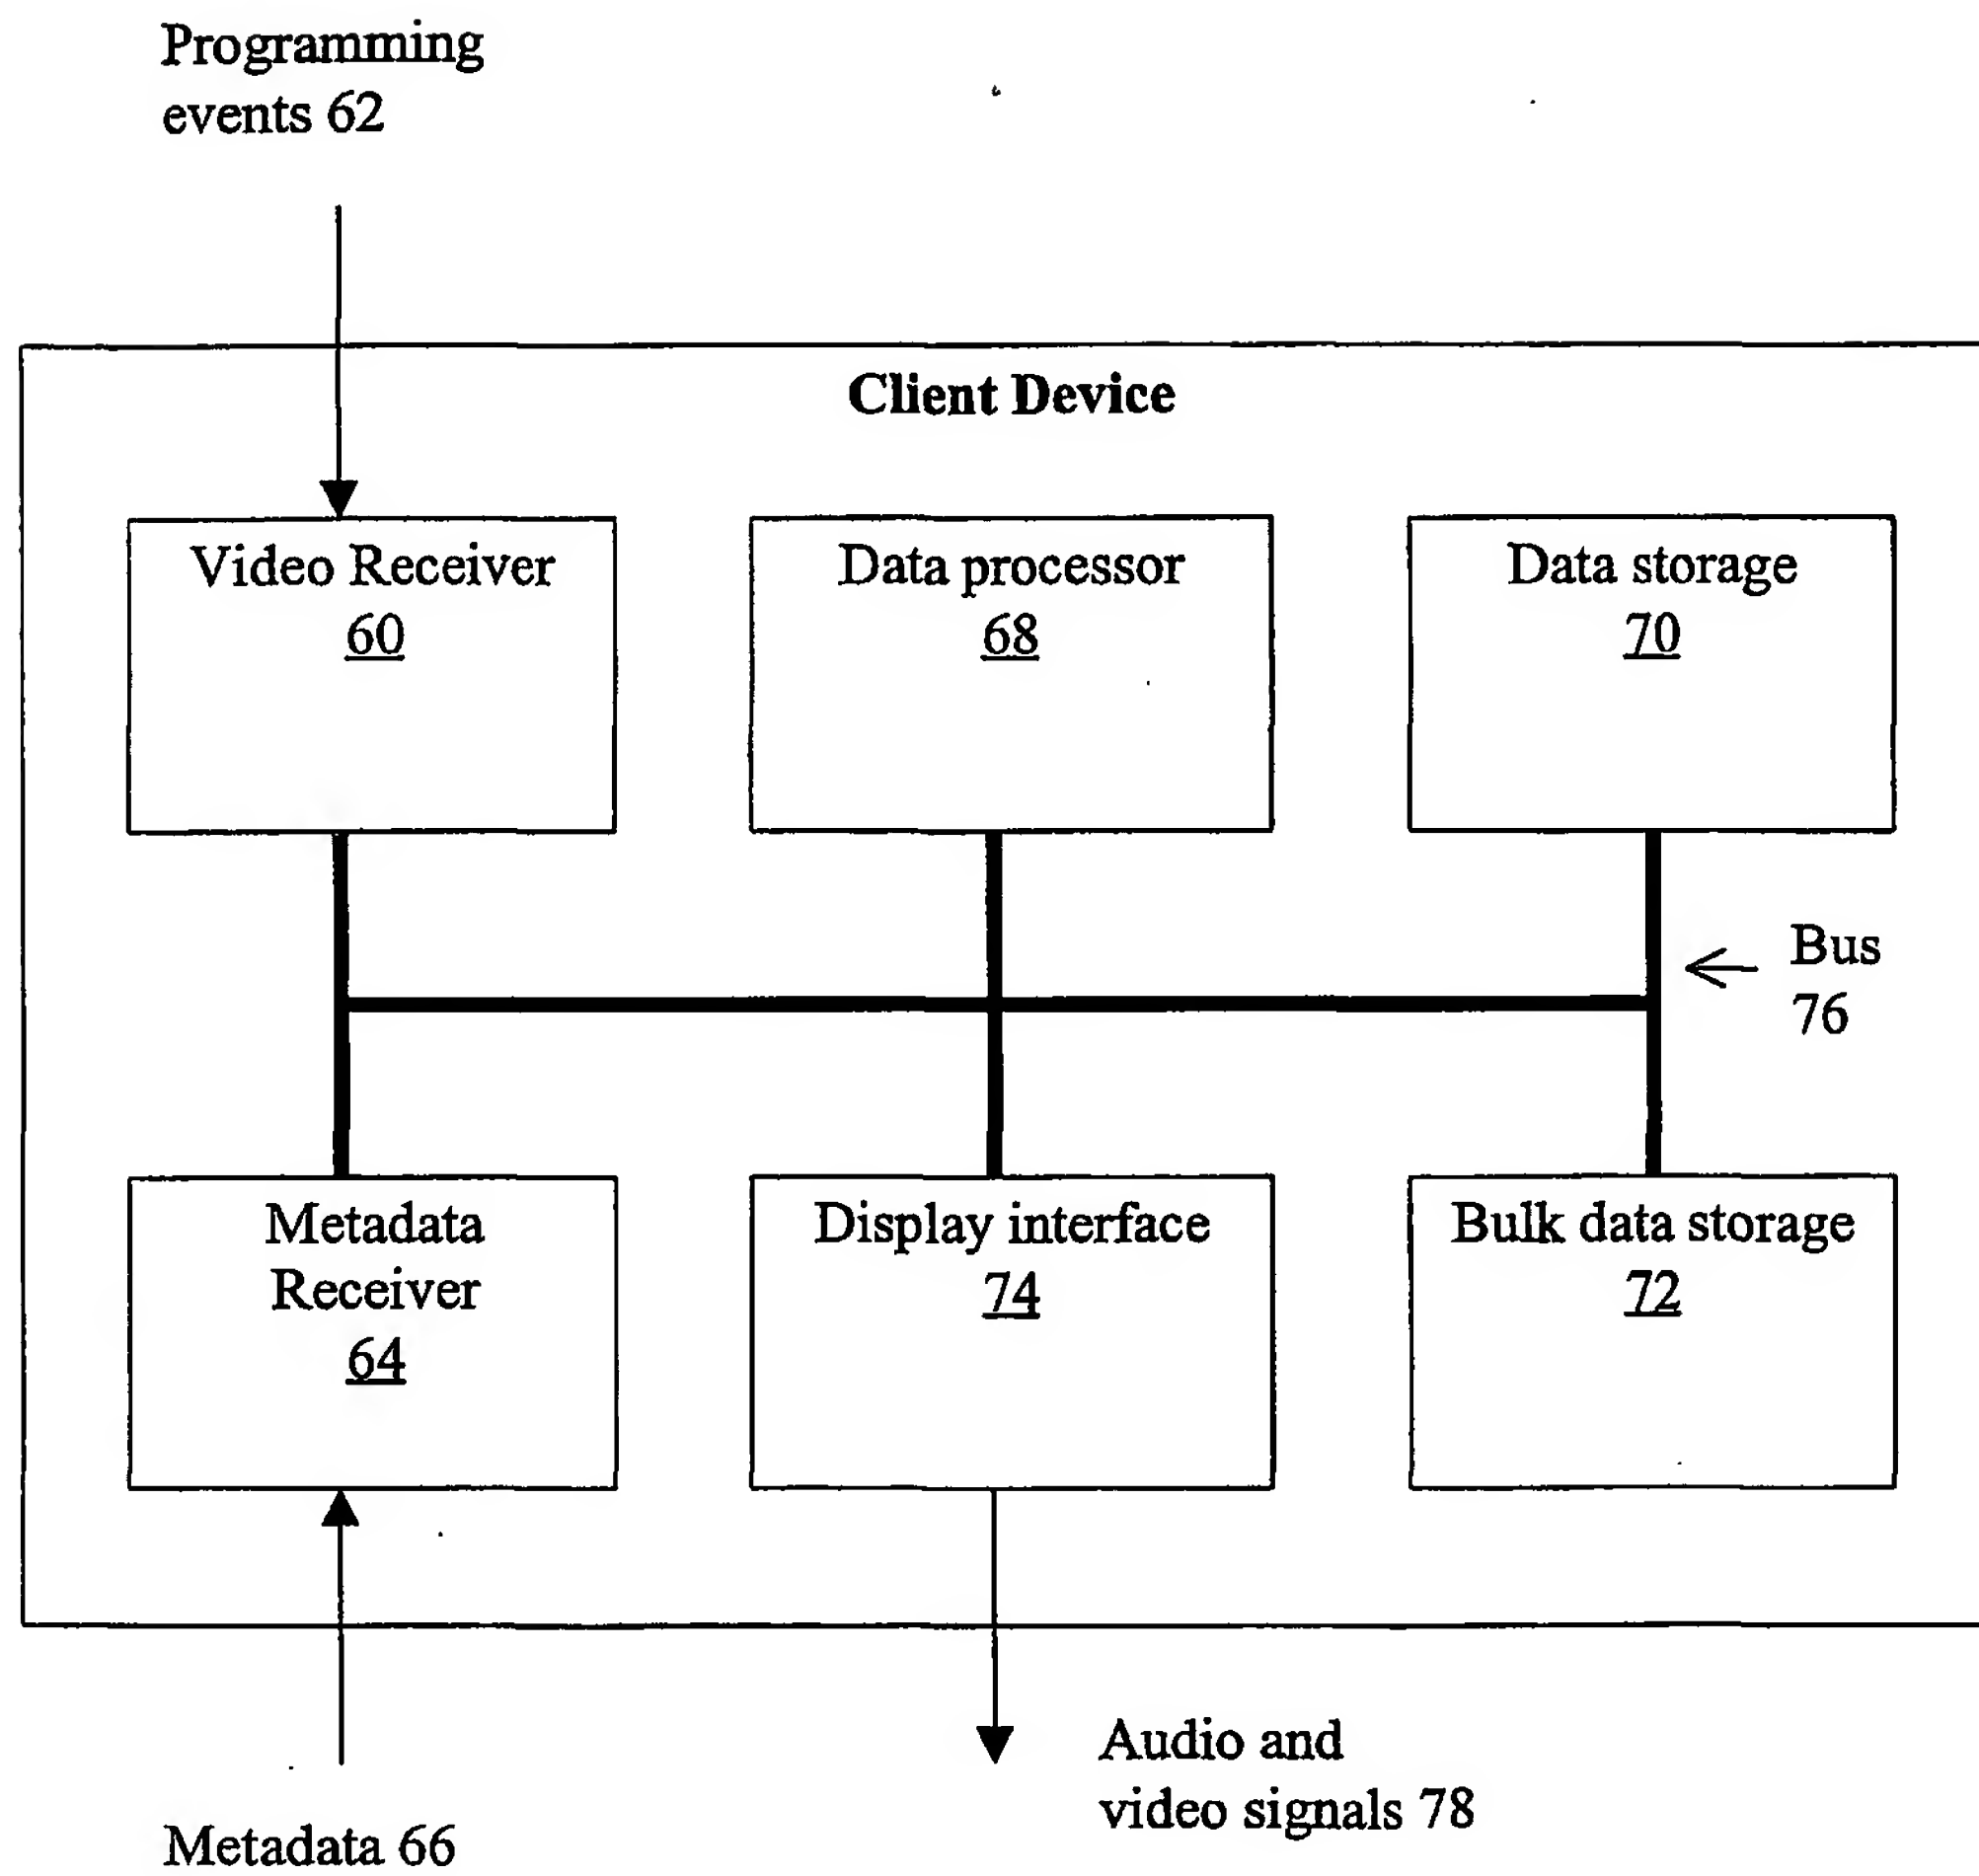 Programming
events 62
Client Device
Video Receiver
60
Data processor
68
Data storage
70
Bus
76
Metadata
Receiver
64
Display interface
74
Bulk data storage
72
Audio and
video signals 78
Metadata 66